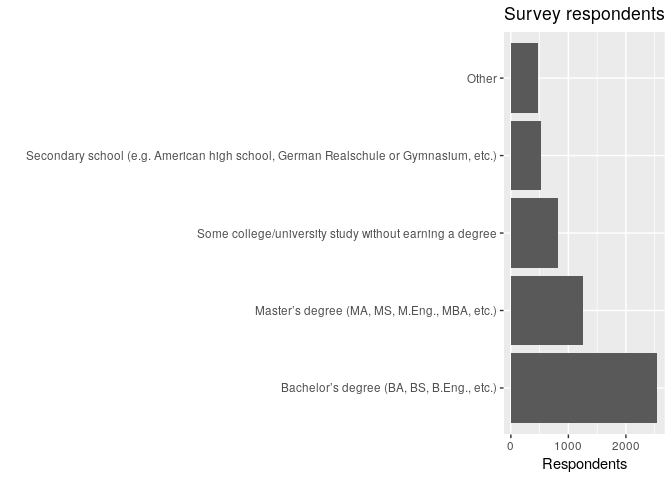 Survey respondents
Other
Secondary school (e.g. American high school, German Realschule or Gymnasium, etc.)
Some college/university study without earning a degree
Master’s degree (MA, MS, M.Eng., MBA, etc.)
Bachelor’s degree (BA, BS, B.Eng., etc.)
0 1000 2000
Respondents